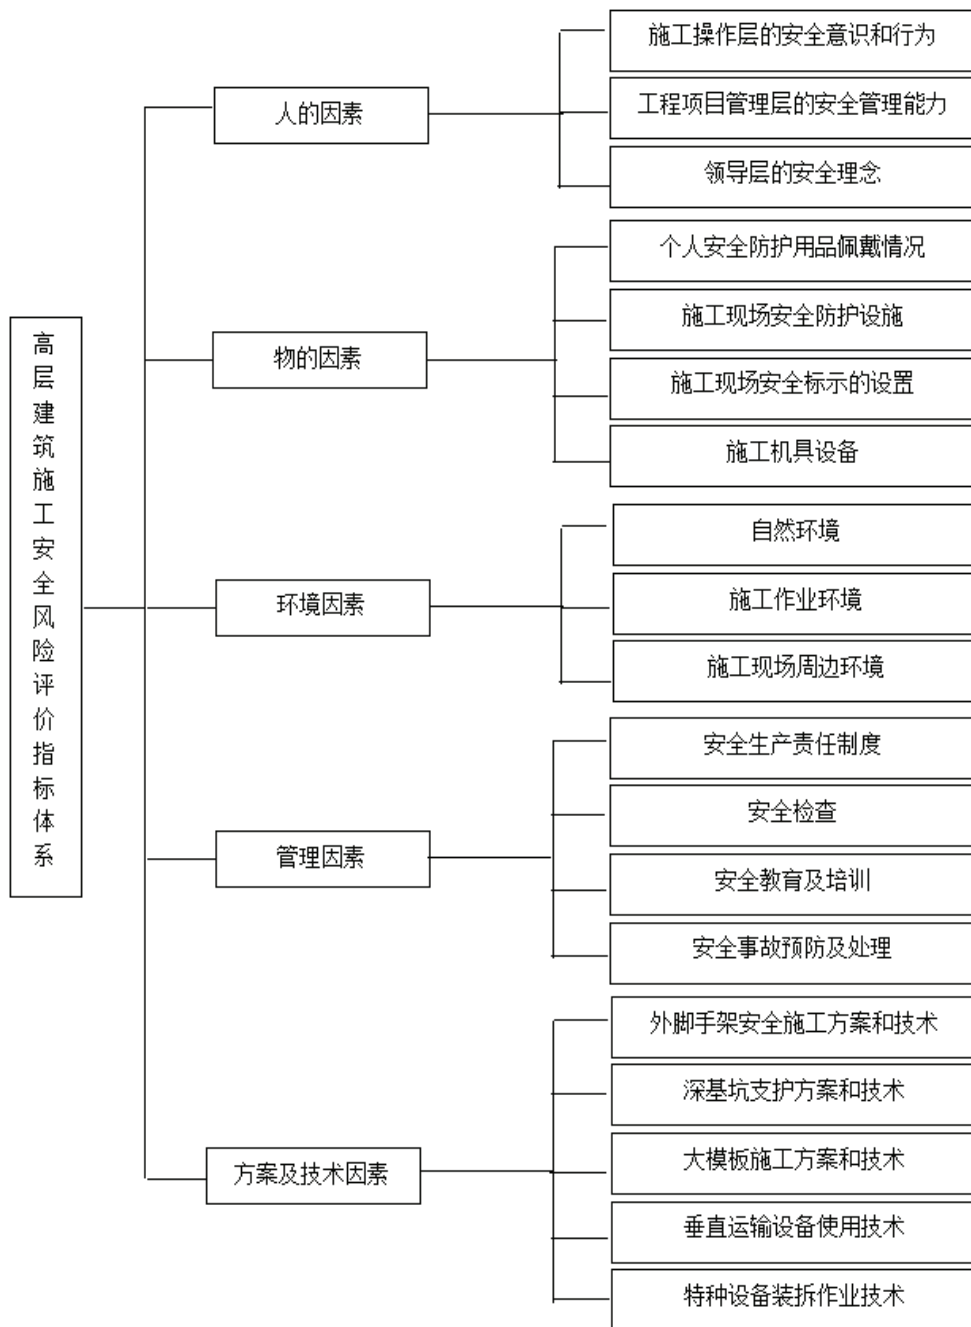 高层建筑施工安全风险评价指标体系
人的因素
施工操作层的安全意识和行为
工程项目管理层的安全管理能力
领导层的安全理念
物的因素
个人安全防护用品佩戴情况
施工现场安全防护设施
施工现场安全标示的设置
施工机具设备
环境因素
自然环境
施工作业环境
施工现场周边环境
管理因素
安全生产责任制度
安全检查
安全教育及培训
安全事故预防及处理
方案及技术因素
外脚手架安全施工方案和技术
深基坑支护方案和技术
大模板施工方案和技术
垂直运输设备使用技术
特种设备装拆作业技术